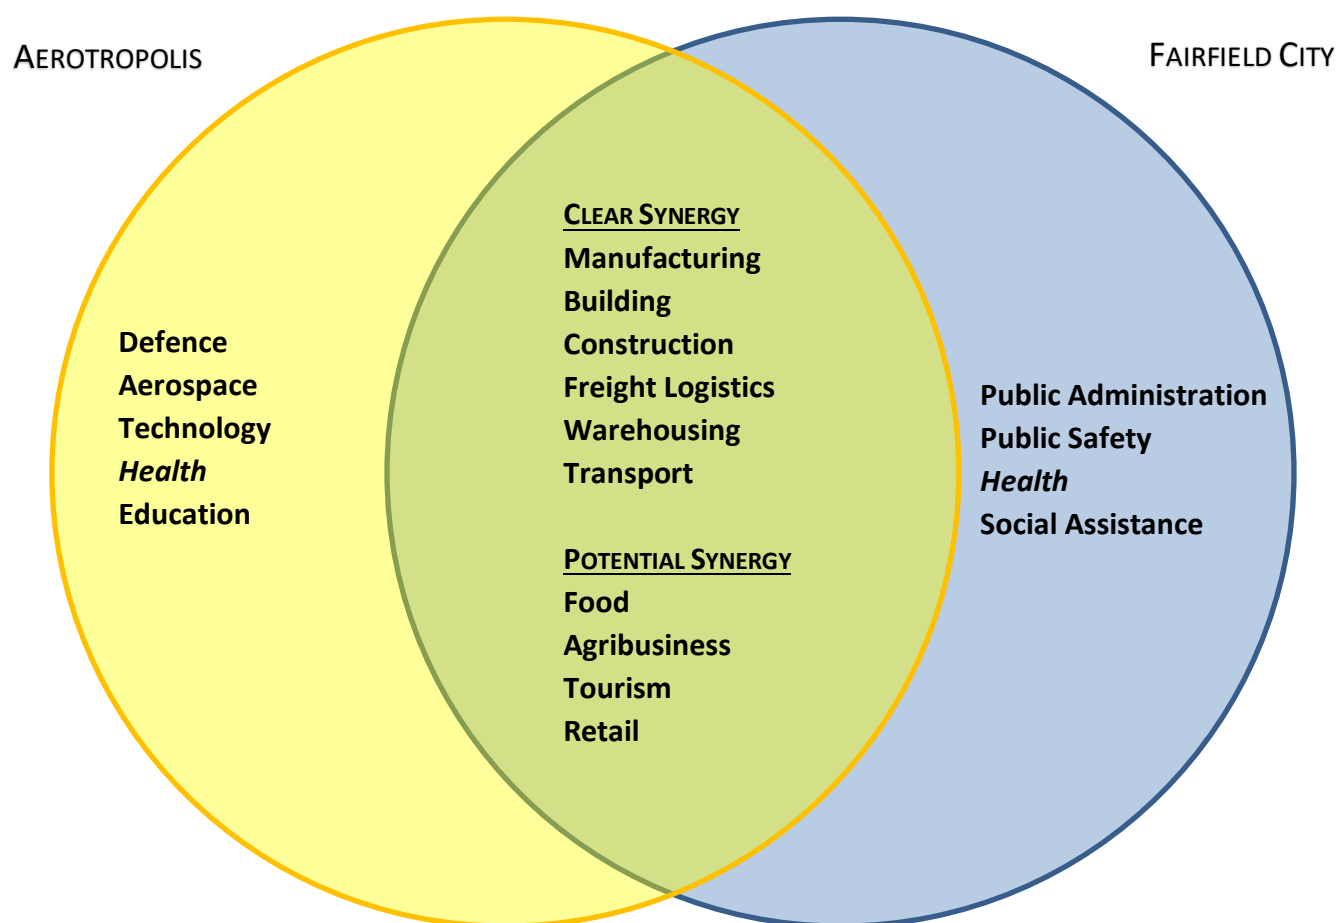 AEROTROPOLIS
FAIRFIELD CITY
Defence
Aerospace
Technology
Health
Education
CLEAR SYNERGY
Manufacturing
Building
Construction
Freight Logistics
Warehousing
Transport
POTENTIAL SYNERGY
Food
Agribusiness
Tourism
Retail
Public Administration
Public Safety
Health
Social Assistance